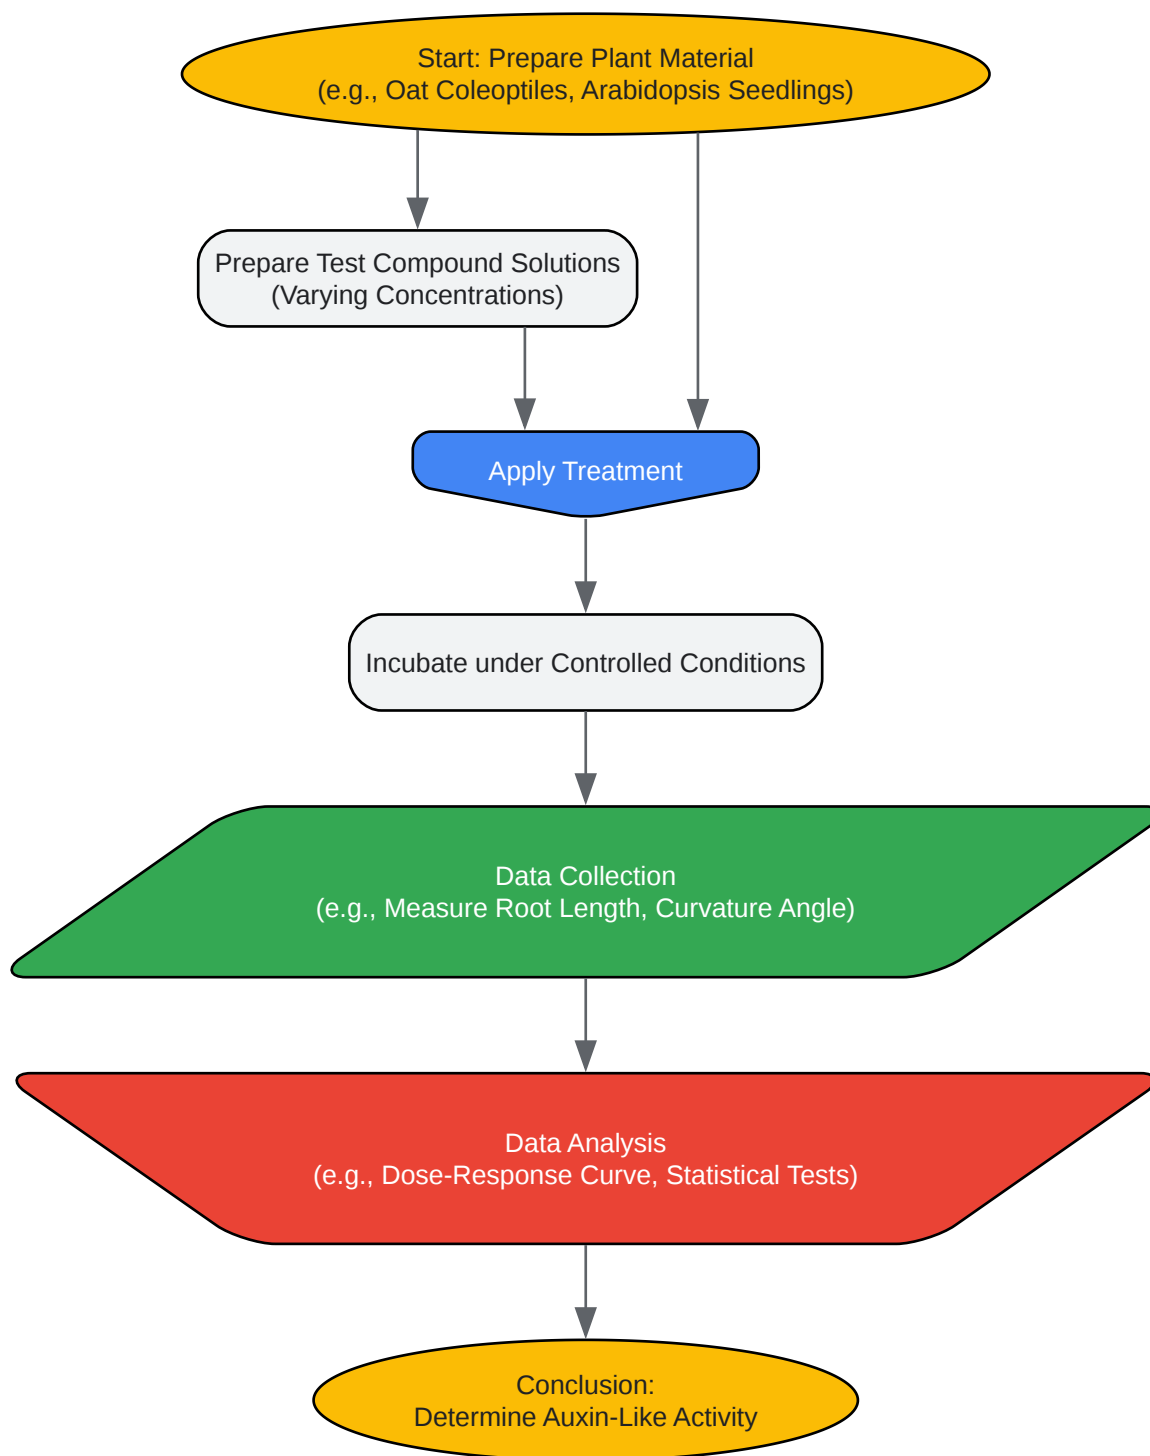 Start: Prepare Plant Material
(e.g., Oat Coleoptiles, Arabidopsis Seedlings)
Prepare Test Compound Solutions
(Varying Concentrations)
Apply Treatment
Incubate under Controlled Conditions
Data Collection
(e.g., Measure Root Length, Curvature Angle)
Data Analysis
(e.g., Dose-Response Curve, Statistical Tests)
Conclusion:
Determine Auxin-Like Activity